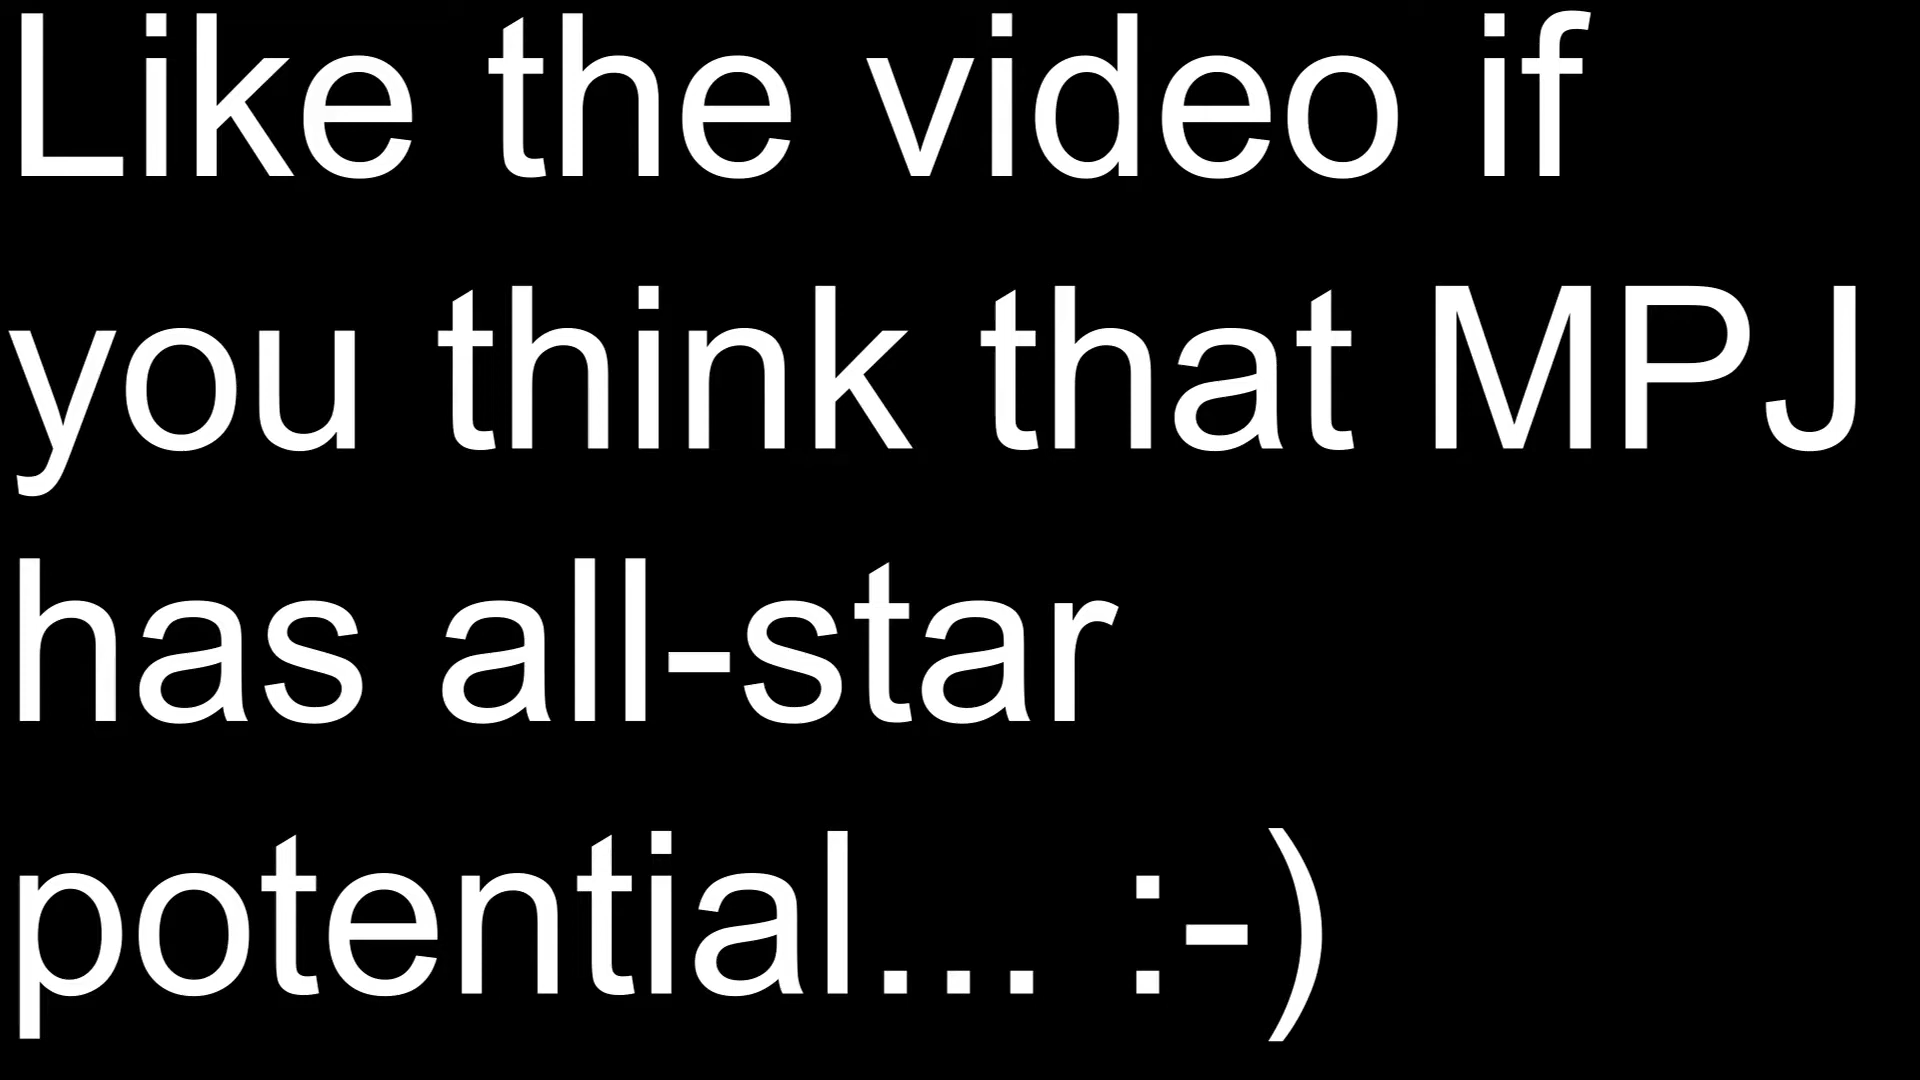 Like the video if
you think that MPJ
has all-star
potential... :-)